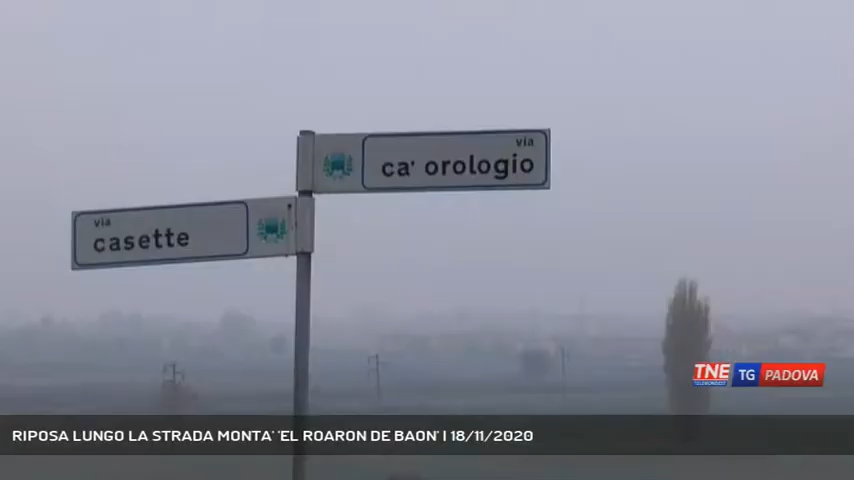 via
ca' orologio
via
casette
TNE
TELENORDEST
TG
PADOVA
RIPOSA LUNGO LA STRADA MONTA' 'EL ROARON DE BAON' | 18/11/2020